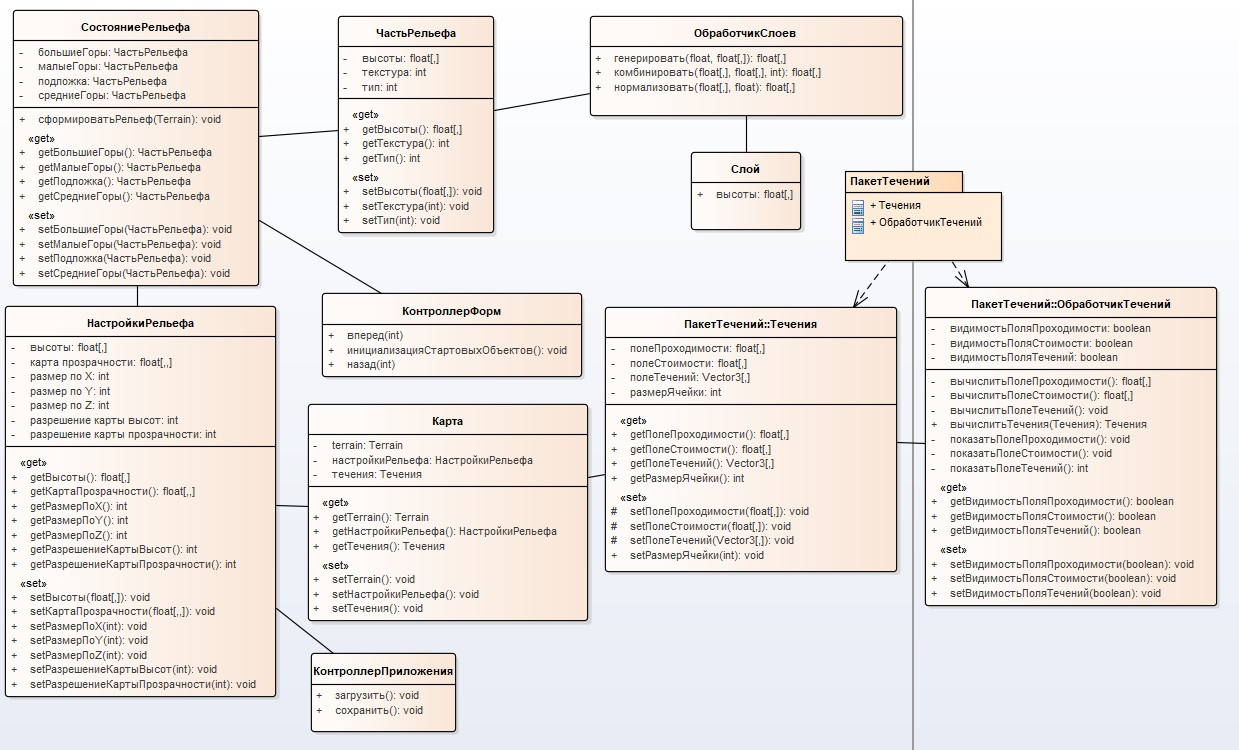 СостояниеРельефа
- большиеГоры: ЧастьРельефа
- малыеГоры: ЧастьРельефа
- подложка: ЧастьРельефа
- средниеГоры: ЧастьРельефа
+ сформироватьРельеф(Terrain): void
«get»
+ getБольшиеГоры(): ЧастьРельефа
+ getМалыеГоры(): ЧастьРельефа
+ getПодложка(): ЧастьРельефа
+ getСредниеГоры(): ЧастьРельефа
«set»
+ setБольшиеГоры(ЧастьРельефа): void
+ setМалыеГоры(ЧастьРельефа): void
+ setПодложка(ЧастьРельефа): void
+ setСредниеГоры(ЧастьРельефа): void
ЧастьРельефа
- высоты: float[,]
- текстура: int
- тип: int
«get»
+ getВысоты(): float[,]
+ getТекстура(): int
+ getТип(): int
«set»
+ setВысоты(float[,]): void
+ setТекстура(int): void
+ setТип(int): void
ОбработчикСлоев
+ генерировать(float, float[,]): float[,]
+ комбинировать(float[,], float[,], int): float[,]
+ нормализовать(float[,], float): float[,]
Слой
+ высоты: float[,]
ПакетТечений
+ Течения
+ ОбработчикТечений
НастройкиРельефа
- высоты: float[,]
- карта прозрачности: float[,,]
- размер по X: int
- размер по Y: int
- размер по Z: int
- разрешение карты высот: int
- разрешение карты прозрачности: int
«get»
+ getВысоты(): float[,]
+ getКартаПрозрачности(): float[,,]
+ getРазмерПоX(): int
+ getРазмерПоY(): int
+ getРазмерПоZ(): int
+ getРазрешениеКартыВысот(): int
+ getРазрешениеКартыПрозрачности(): int
«set»
+ setВысоты(float[,]): void
+ setКартаПрозрачности(float[,,]): void
+ setРазмерПоX(int): void
+ setРазмерПоY(int): void
+ setРазмерПоZ(int): void
+ setРазрешениеКартыВысот(int): void
+ setРазрешениеКартыПрозрачности(int): void
КонтроллерФорм
+ вперед(int)
+ инициализацияСтартовыхОбъектов(): void
+ назад(int)
Карта
- terrain: Terrain
- настройкиРельефа: НастройкиРельефа
- течения: Течения
«get»
+ getTerrain(): Terrain
+ getНастройкиРельефа(): НастройкиРельефа
+ getТечения(): Течения
«set»
+ setTerrain(): void
+ setНастройкиРельефа(): void
+ setТечения(): void
КонтроллерПриложения
+ загрузить(): void
+ сохранить(): void
ПакетТечений::Течения
- полеПроходимости: float[,]
- полеСтоимости: float[,]
- полеТечений: Vector3[,]
- размерЯчейки: int
«get»
+ getПолеПроходимости(): float[,]
+ getПолеСтоимости(): float[,]
+ getПолеТечений(): Vector3[,]
+ getРазмерЯчейки(): int
«set»
# setПолеПроходимости(float[,]): void
# setПолеСтоимости(float[,]): void
# setПолеТечений(Vector3[,]): void
+ setРазмерЯчейки(int): void
ПакетТечений::ОбработчикТечений
- видимостьПоляПроходимости: boolean
- видимостьПоляСтоимости: boolean
- видимостьПоляТечений: boolean
- вычислитьПолеПроходимости(): float[,]
- вычислитьПолеСтоимости(): float[,]
- вычислитьПолеТечений(): void
+ вычислитьТечения(Течения): Течения
- показатьПолеПроходимости(): void
- показатьПолеСтоимости(): void
- показатьПолеТечений(): int
«get»
+ getВидимостьПоляПроходимости(): boolean
+ getВидимостьПоляСтоимости(): boolean
+ getВидимостьПоляТечений(): boolean
«set»
+ setВидимостьПоляПроходимости(boolean): void
+ setВидимостьПоляСтоимости(boolean): void
+ setВидимостьПоляТечений(boolean): void